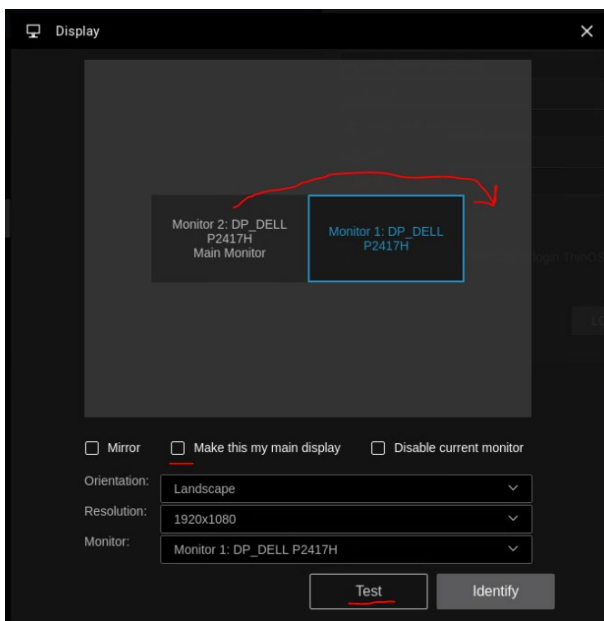 Display
Monitor 2: DP_DELL
P2417H
Main Monitor
Monitor 1: DP_DELL
P2417H
Mirror
Make this my main display
Disable current monitor
Orientation:
Landscape
Resolution:
1920x1080
Monitor:
Monitor 1: DP_DELL P2417H
Test
Identify